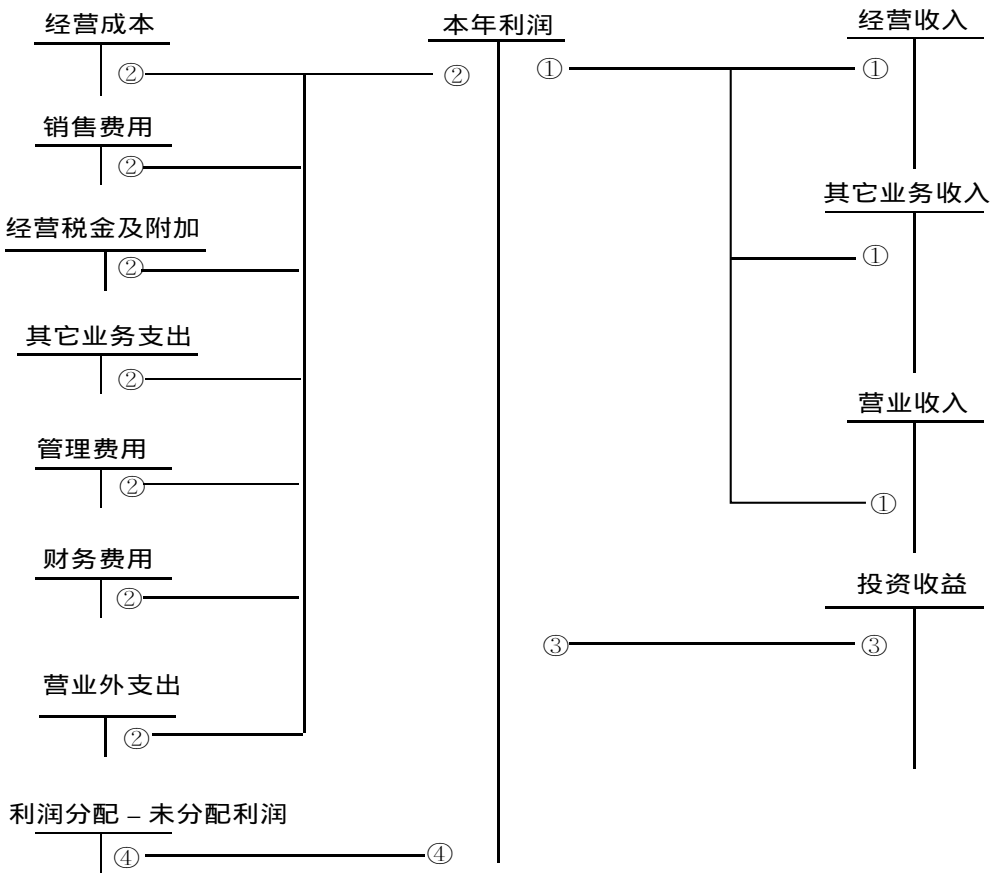 经营成本
本年利润
经营收入
② ② ① ①
销售费用
②
其它业务收入
经营税金及附加
② ①
其它业务支出
②
营业收入
管理费用
② ①
财务费用
②
投资收益
③ ③
营业外支出
②
利润分配 – 未分配利润
④ ④